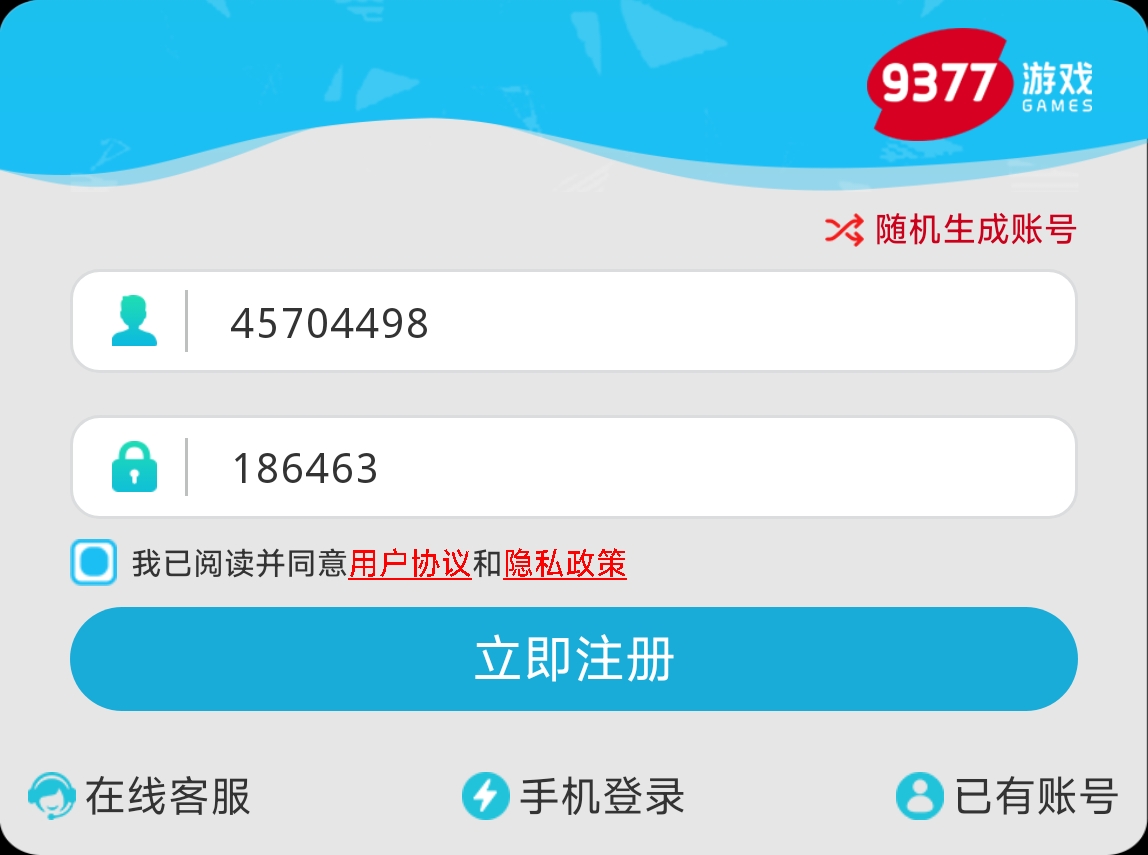 9377 游戏
GAMES
随机生成账号
45704498
186463
我已阅读并同意用户协议和隐私政策
立即注册
在线客服 手机登录 已有账号